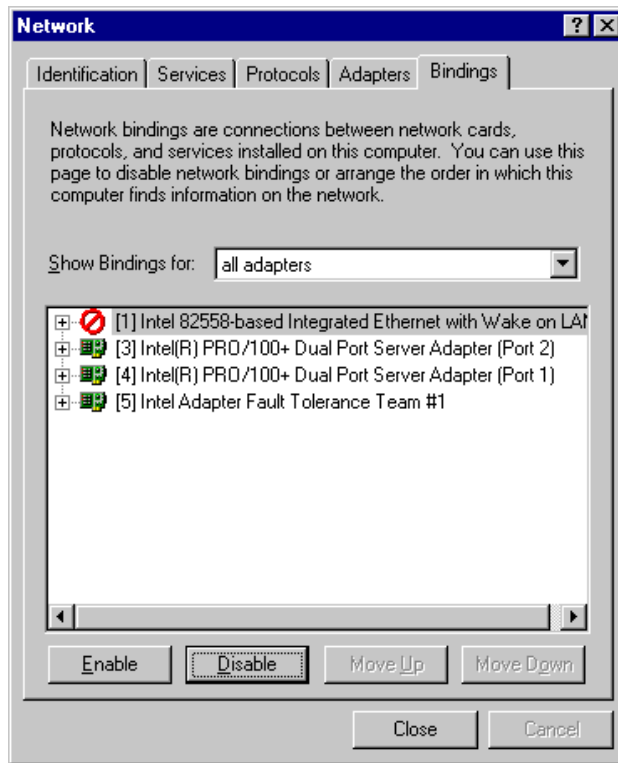 Network
Identification Services Protocols Adapters Bindings
Network bindings are connections between network cards,
protocols, and services installed on this computer. You can use this
page to disable network bindings or arrange the order in which this
computer finds information on the network.
Show Bindings for: all adapters
[1] Intel 82558-based Integrated Ethernet with Wake on LAN
[3] Intel(R) PRO/100+ Dual Port Server Adapter (Port 2)
[4] Intel(R) PRO/100+ Dual Port Server Adapter (Port 1)
[5] Intel Adapter Fault Tolerance Team #1
Enable Disable Move Up Move Down
Close Cancel